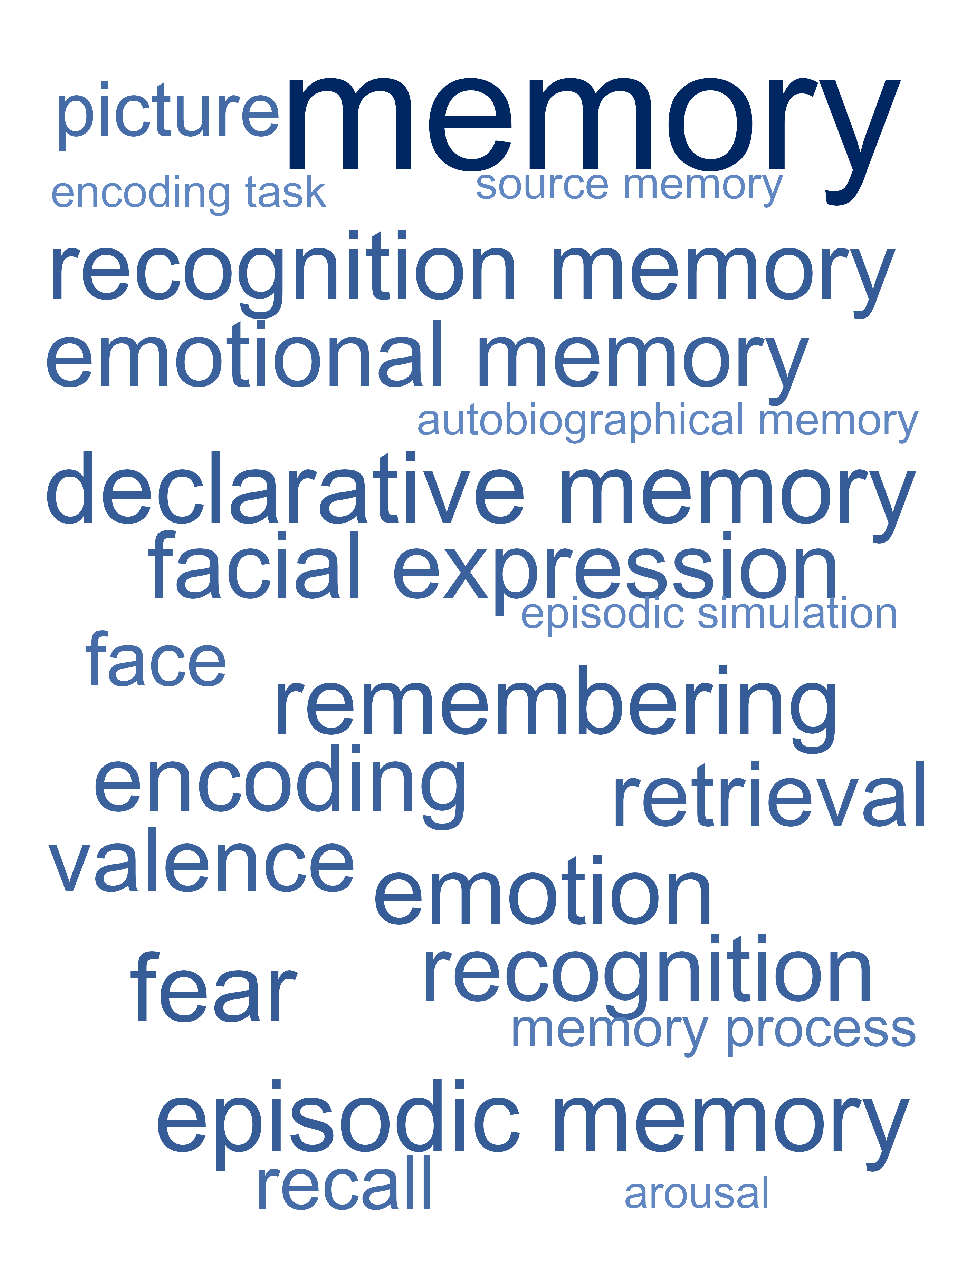 picture memory
encoding task source memory
recognition memory
emotional memory
autobiographical memory
declarative memory
facial expression
episodic simulation
face
remembering
encoding retrieval
valence
emotion
recognition
fear
memory process
episodic memory
recall arousal